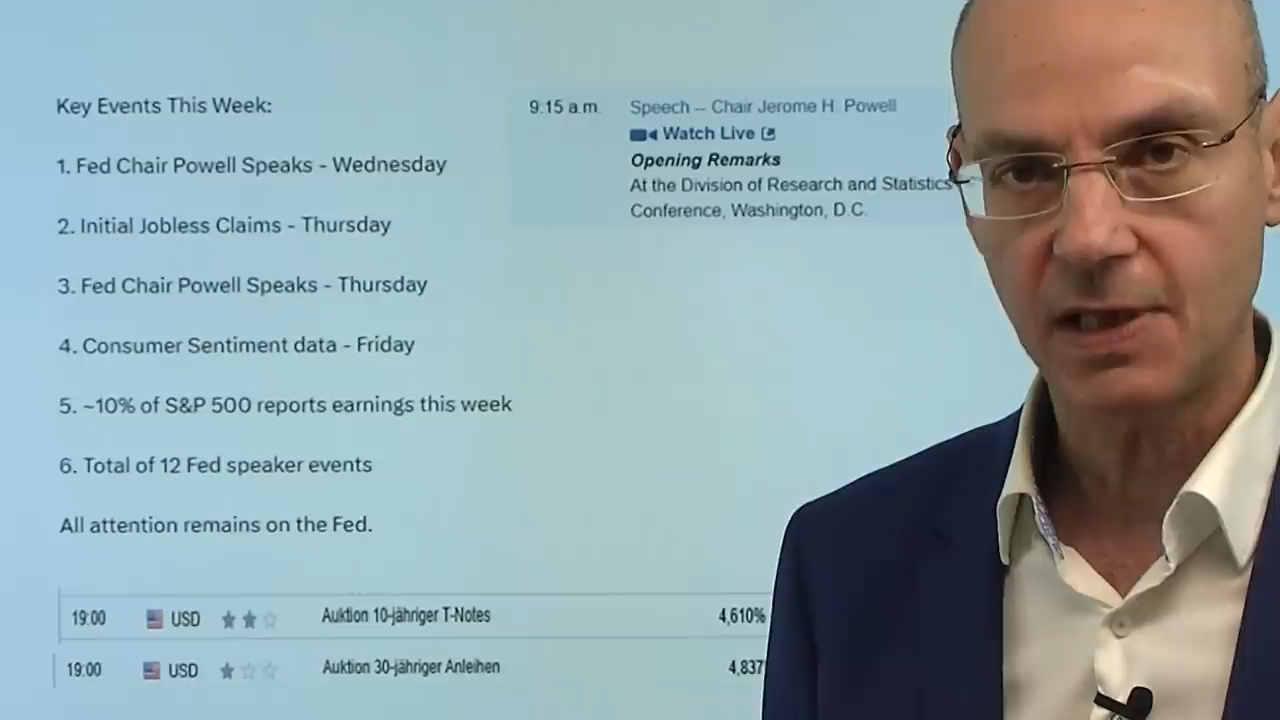 Key Events This Week:
1. Fed Chair Powell Speaks - Wednesday
2. Initial Jobless Claims - Thursday
3. Fed Chair Powell Speaks - Thursday
4. Consumer Sentiment data - Friday
5. ~10% of S&P 500 reports earnings this week
6. Total of 12 Fed speaker events
All attention remains on the Fed.
9:15 a.m. Speech -- Chair Jerome H. Powell
Watch Live
Opening Remarks
At the Division of Research and Statistics
Conference, Washington, D.C.
19:00 USD Auktion 10-jähriger T-Notes 4,610%
19:00 USD Auktion 30-jähriger Anleihen 4,837